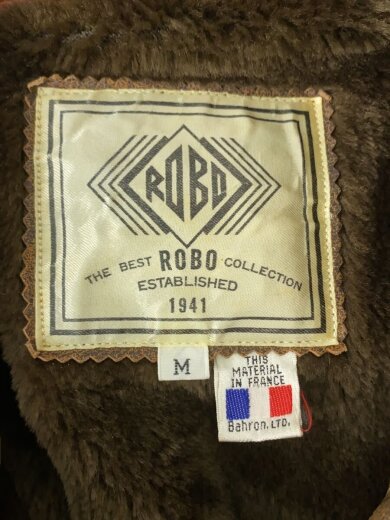 ROBO
THE BEST ROBO COLLECTION
ESTABLISHED
1941
M
THIS
MATERIAL
IN FRANCE
Bahron.LTD.